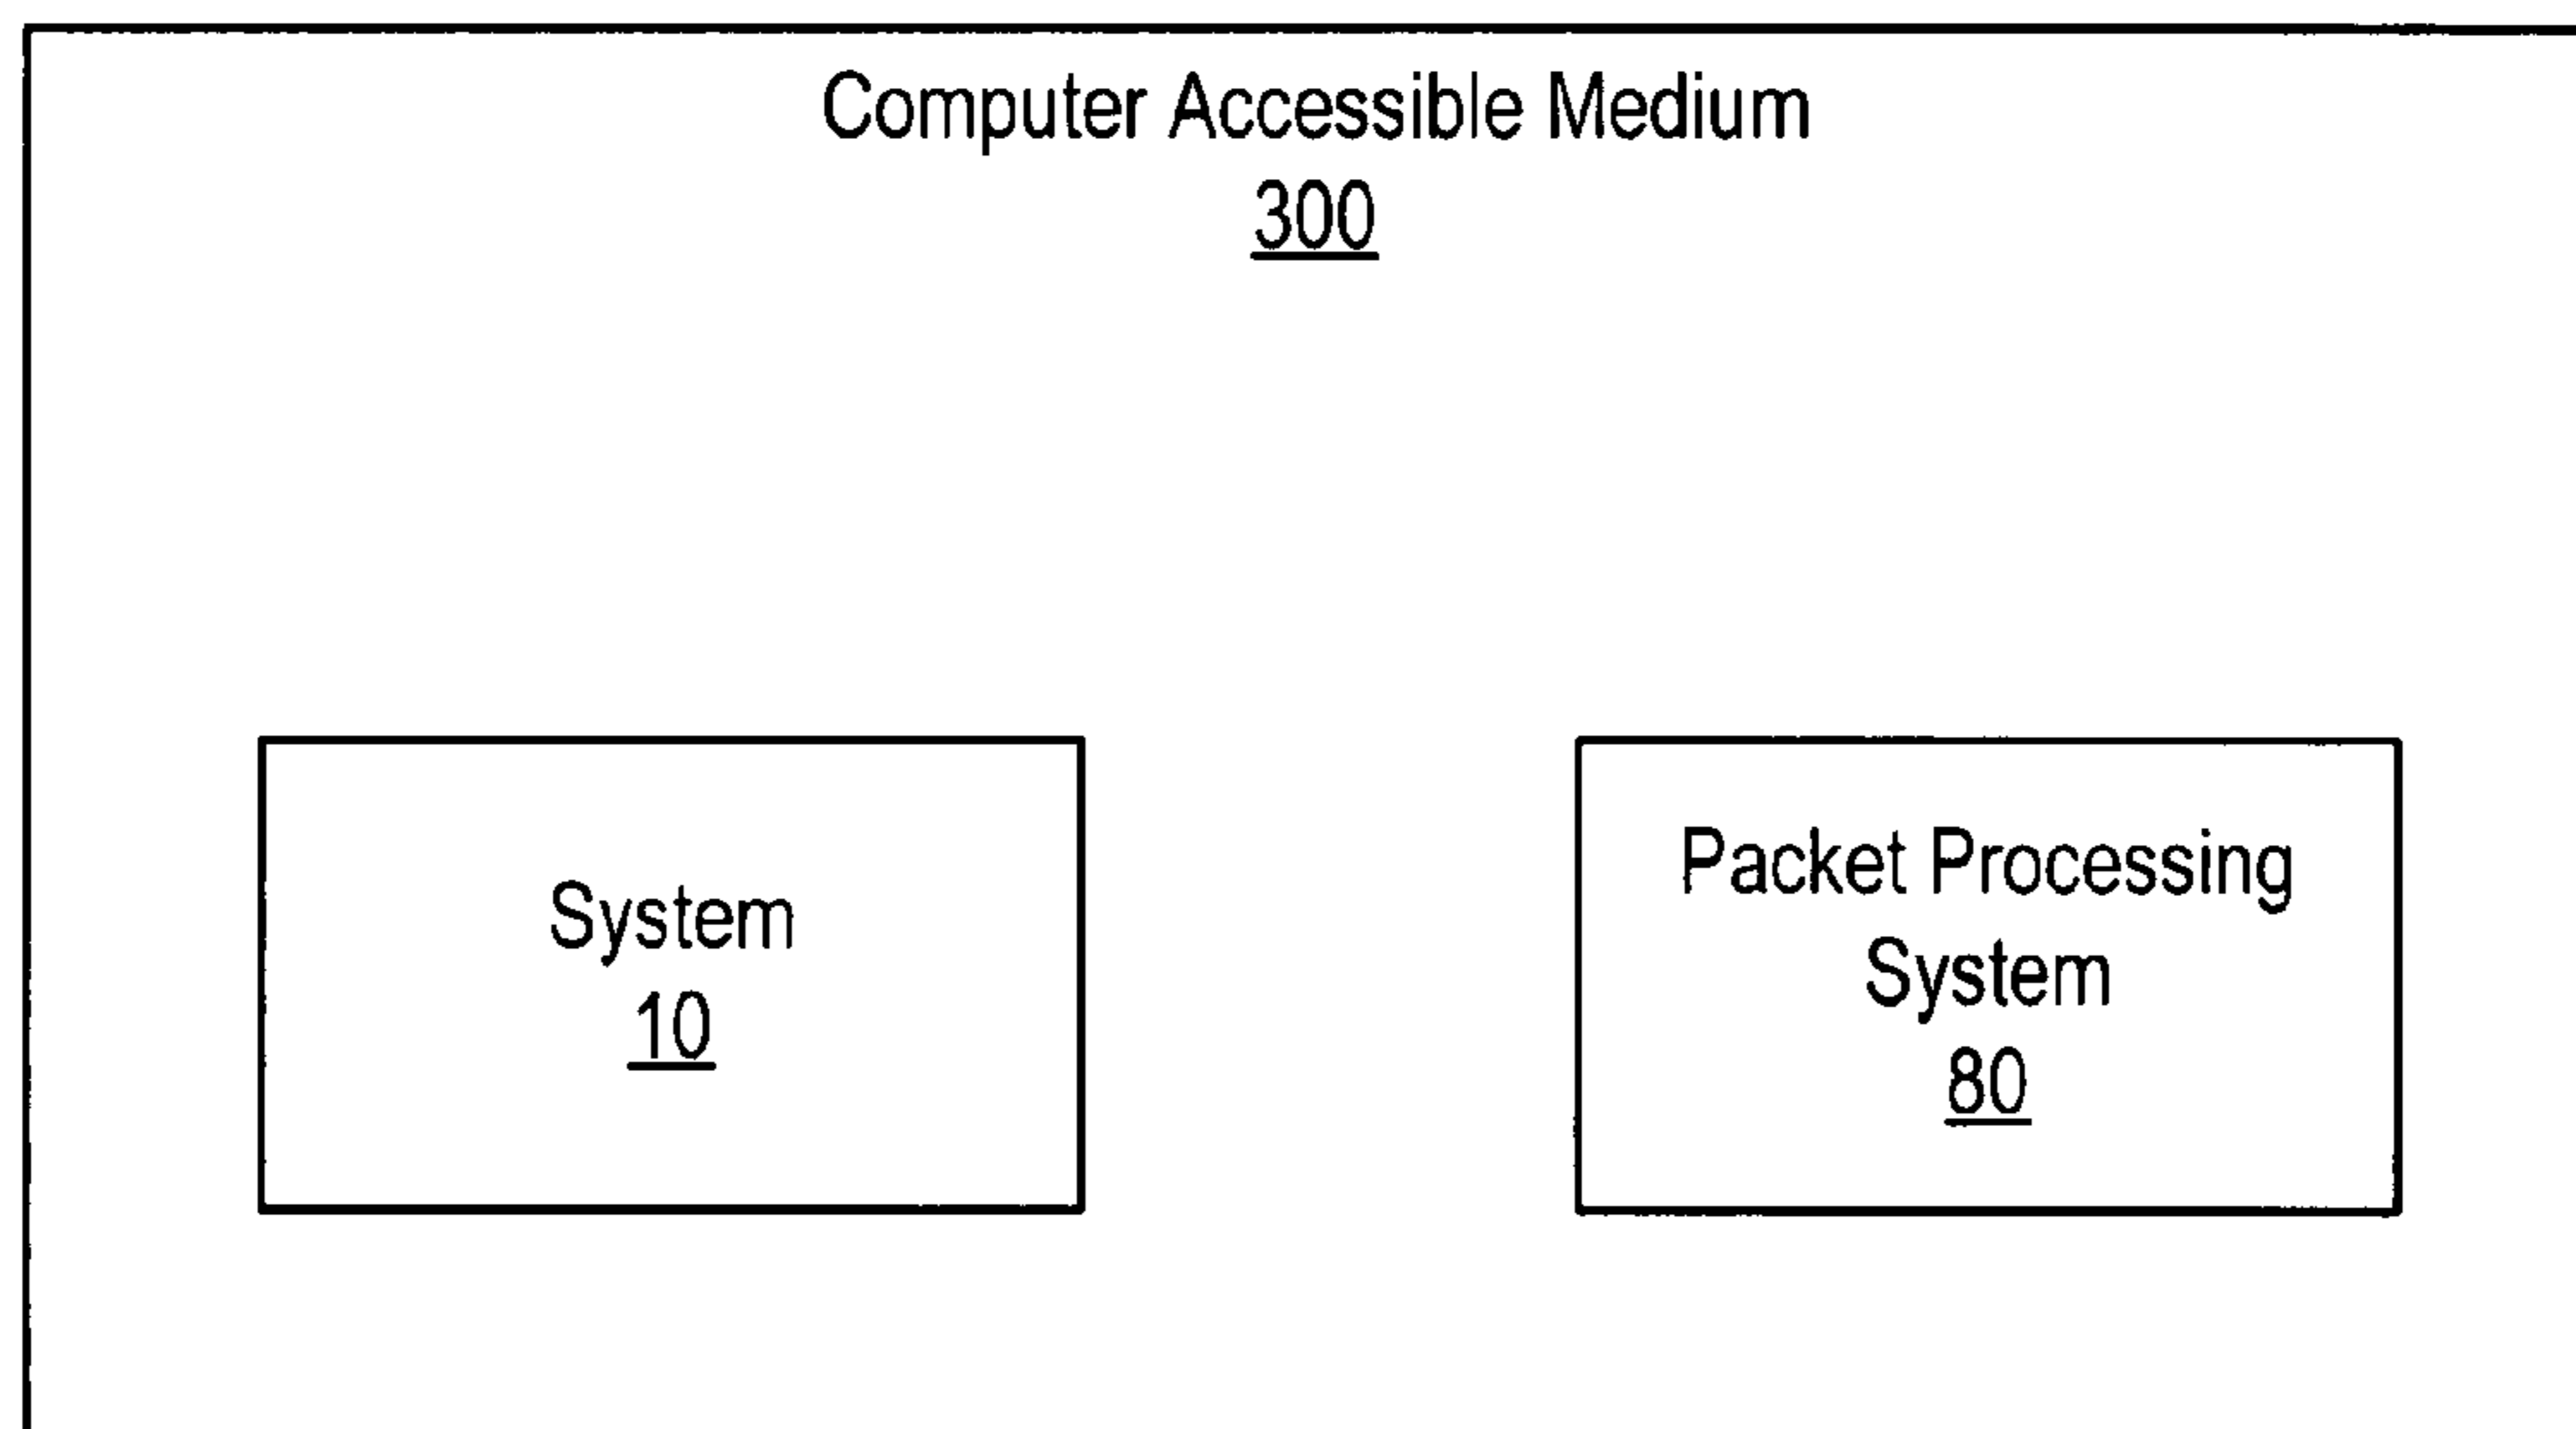 Computer Accessible Medium
300
System
10
Packet Processing
System
80